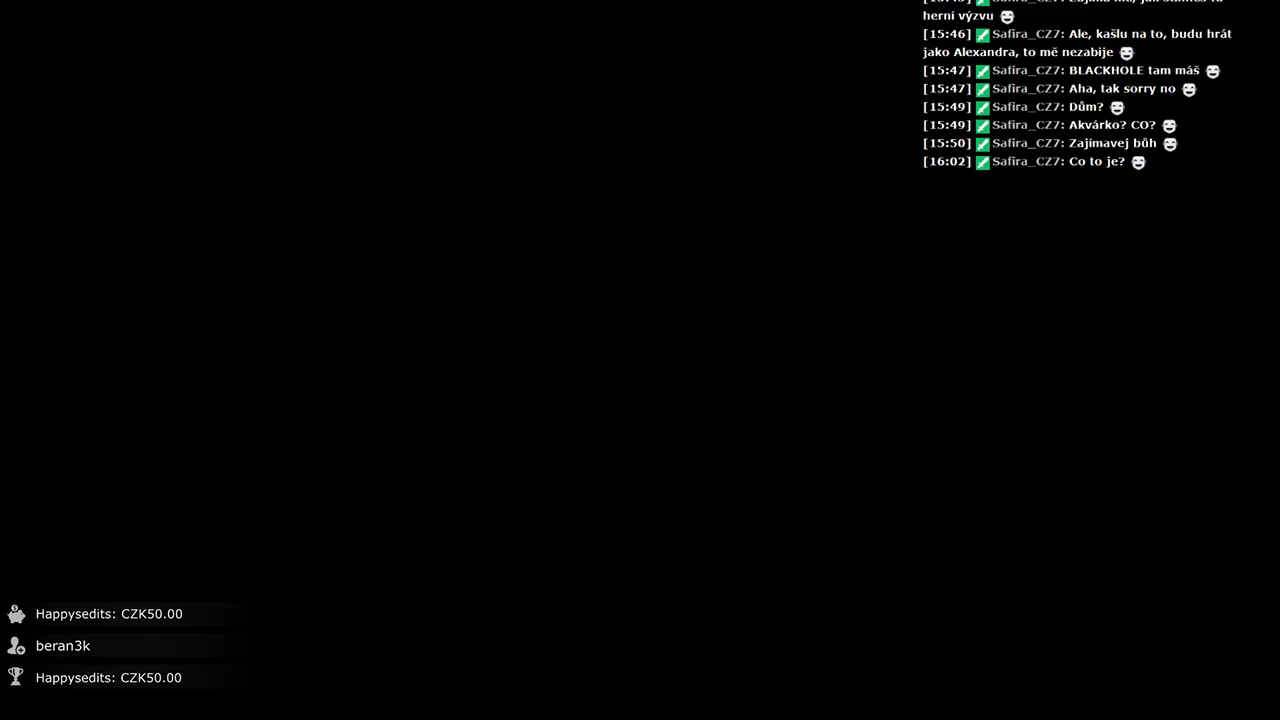 herní výzvu
[15:46] Safira_CZ7: Ale, kašlu na to, budu hrát
jako Alexandra, to mě nezabije
[15:47] Safira_CZ7: BLACKHOLE tam máš
[15:47] Safira_CZ7: Aha, tak sorry no
[15:49] Safira_CZ7: Dům?
[15:49] Safira_CZ7: Akvárko? CO?
[15:50] Safira_CZ7: Zajímavej bůh
[16:02] Safira_CZ7: Co to je?
Happysedits: CZK50.00
beran3k
Happysedits: CZK50.00